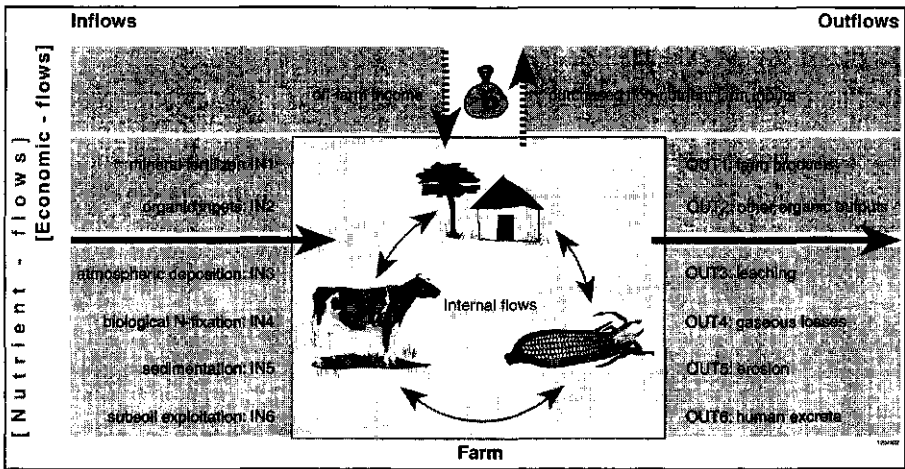 Inflows
Outflows
off-farm income
purchased non-nutrient farm inputs
mineral fertilizer: IN1
OUT1: farm products
organic inputs: IN2
OUT2: other organic outputs
atmospheric deposition: IN3
OUT3: leaching
Internal flows
biological N-fixation: IN4
OUT4: gaseous losses
sedimentation: IN5
OUT5: erosion
subsoil exploitation: IN6
OUT6: human excreta
Farm
[Nutrient - flows]
[Economic - flows]